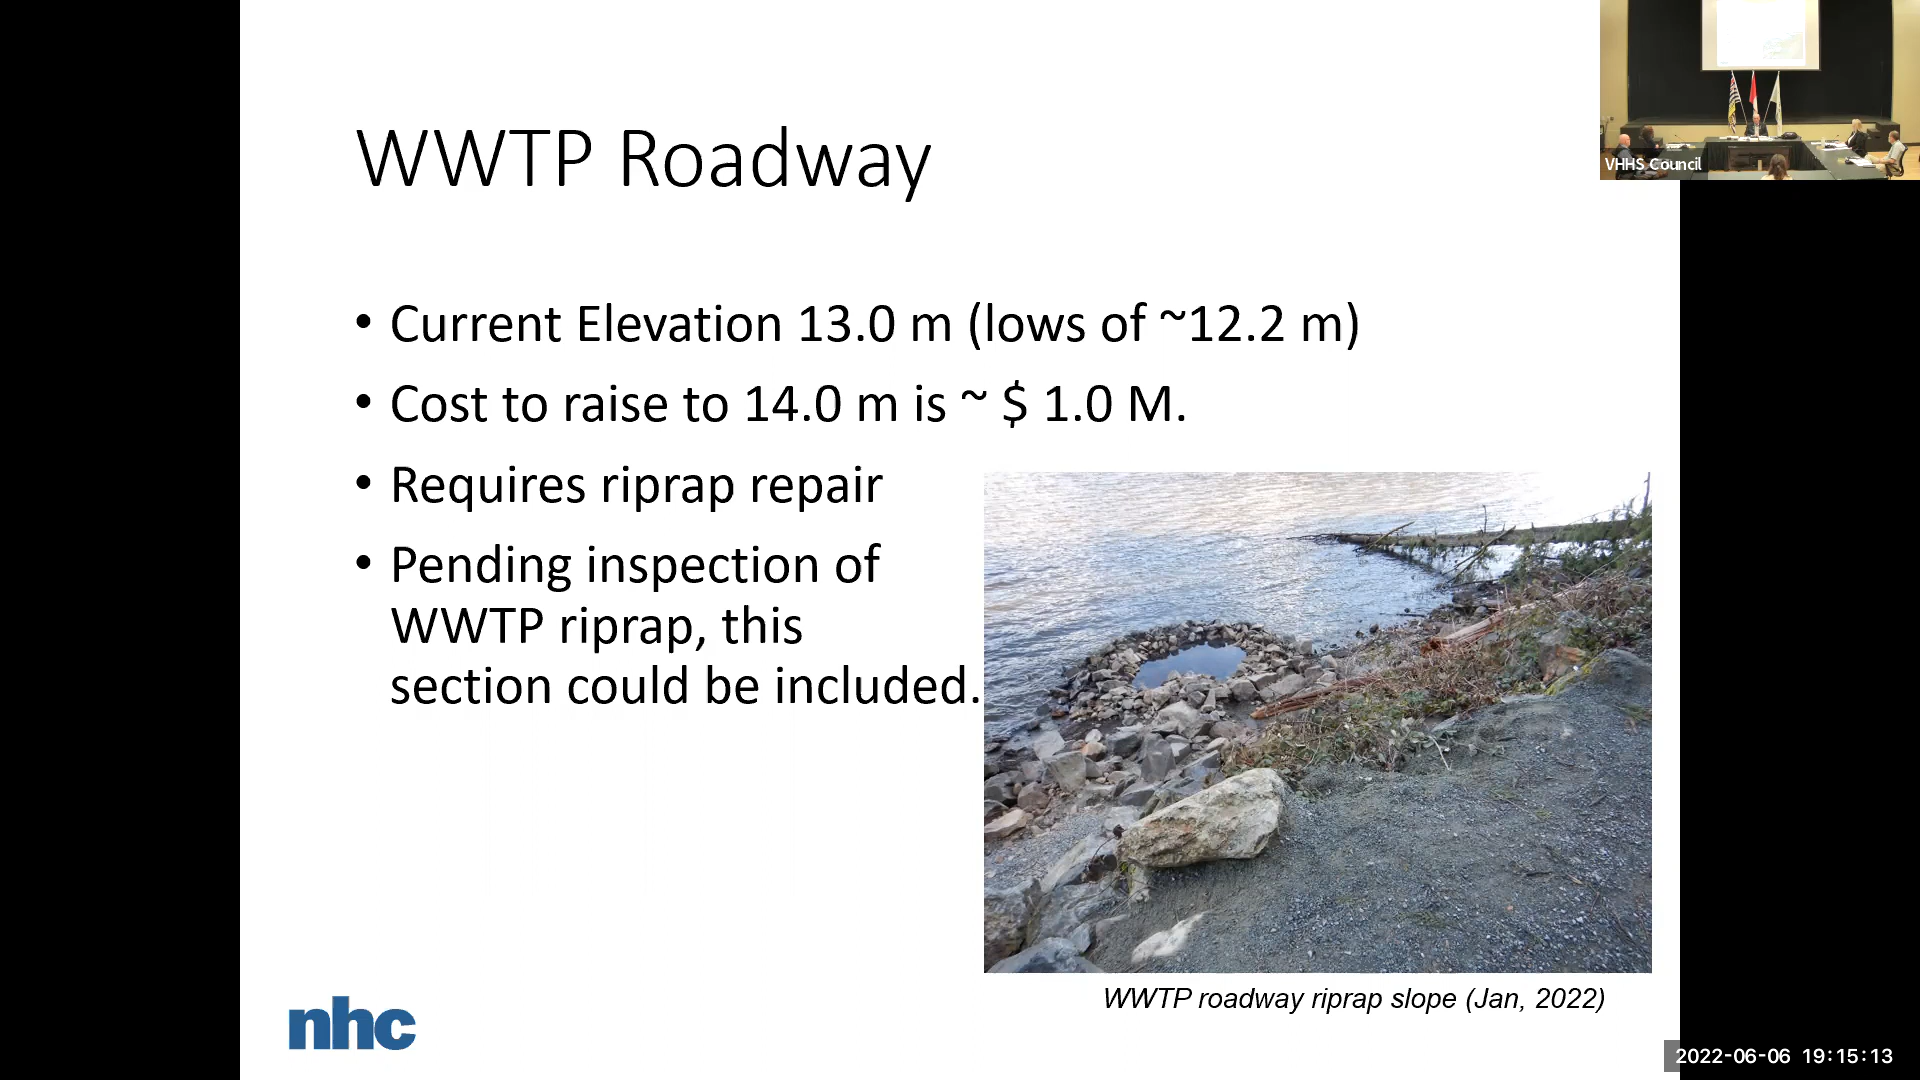 WWTP Roadway
VHHS Council
• Current Elevation 13.0 m (lows of ~12.2 m)
• Cost to raise to 14.0 m is ~ $ 1.0 M.
• Requires riprap repair
• Pending inspection of
WWTP riprap, this
section could be included.
WWTP roadway riprap slope (Jan, 2022)
nhc
2022-06-06 19:15:13